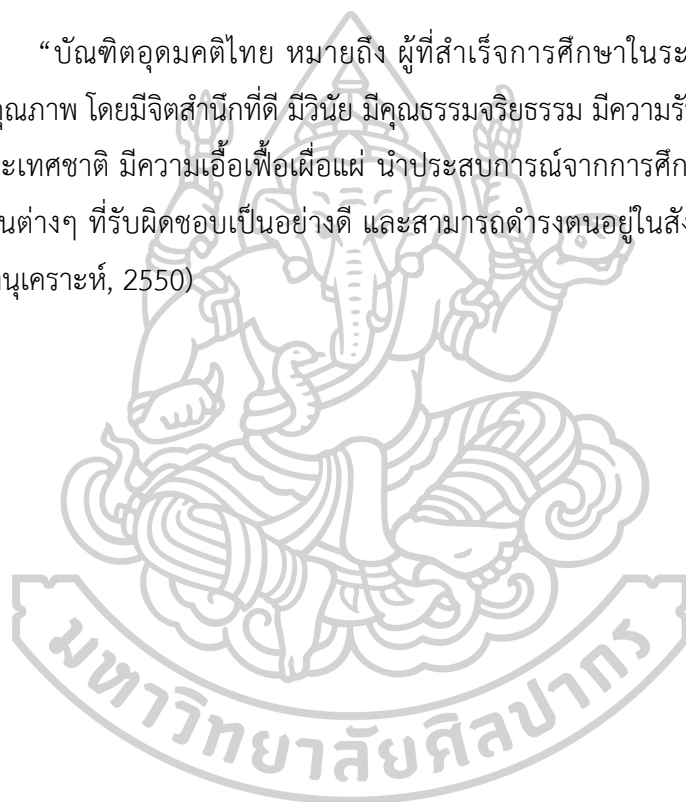 “บัณฑิตอุดมคติไทย หมายถึง ผู้ที่สำเร็จการศึกษาในระ
คุณภาพ โดยมีจิตสำนึกที่ดี มีวินัย มีคุณธรรมจริยธรรม มีความรั
ระเทศชาติ มีความเอื้อเฟื้อเผื่อแผ่ นำประสบการณ์จากการศึก
นต่างๆ ที่รับผิดชอบเป็นอย่างดี และสามารถดำรงตนอยู่ในสัง
านุเคราะห์, 2550)
มหาวิทยาลัยศิลปากร